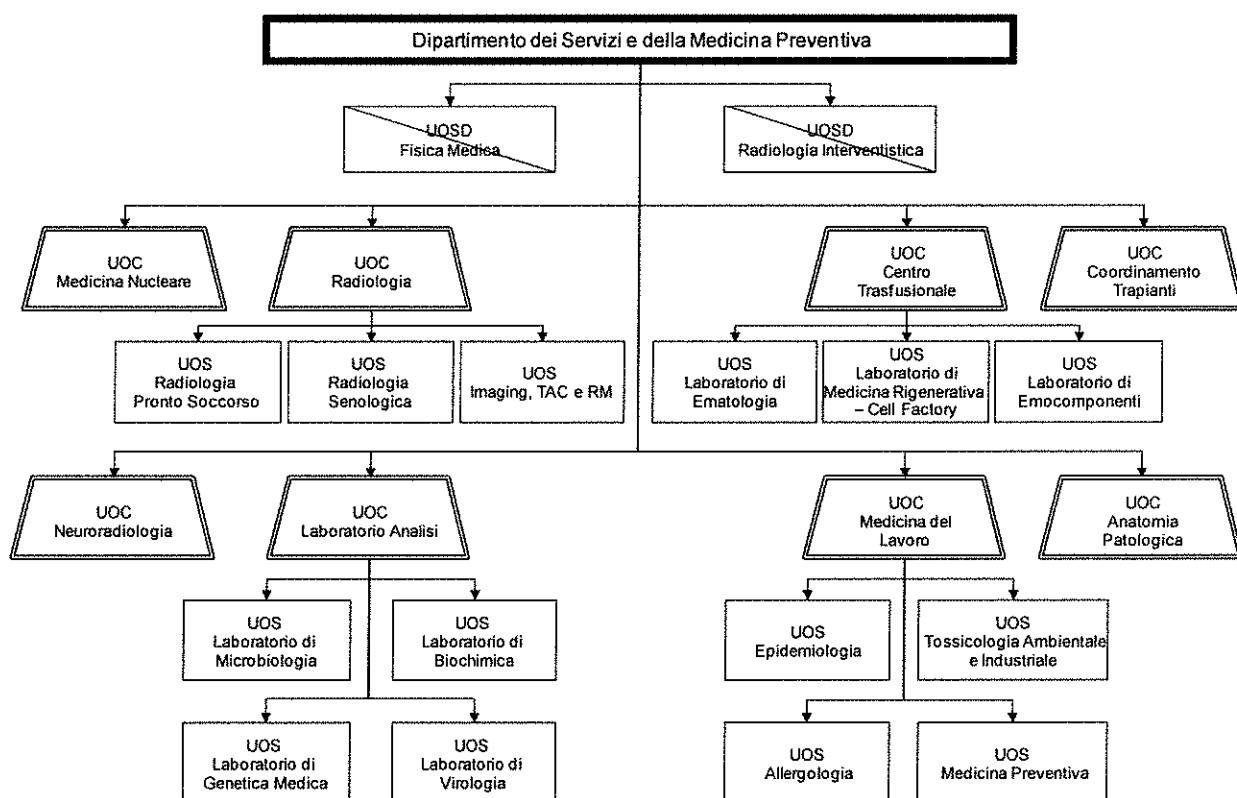 Dipartimento dei Servizi e della Medicina Preventiva
UOSD
Fisica Medica
UOSD
Radiologia Interventistica
UOC
Medicina Nucleare
UOC
Radiologia
UOC
Centro
Trasfusionale
UOC
Coordinamento
Trapianti
UOS
Radiologia
Pronto Soccorso
UOS
Radiologia
Senologica
UOS
Imaging, TAC e RM
UOS
Laboratorio di
Ematologia
UOS
Laboratorio di
Medicina Rigenerativa
– Cell Factory
UOS
Laboratorio di
Emocomponenti
UOC
Neuroradiologia
UOC
Laboratorio Analisi
UOC
Medicina del
Lavoro
UOC
Anatomia
Patologica
UOS
Laboratorio di
Microbiologia
UOS
Laboratorio di
Biochimica
UOS
Epidemiologia
UOS
Tossicologia Ambientale
e Industriale
UOS
Laboratorio di
Genetica Medica
UOS
Laboratorio di
Virologia
UOS
Allergologia
UOS
Medicina Preventiva